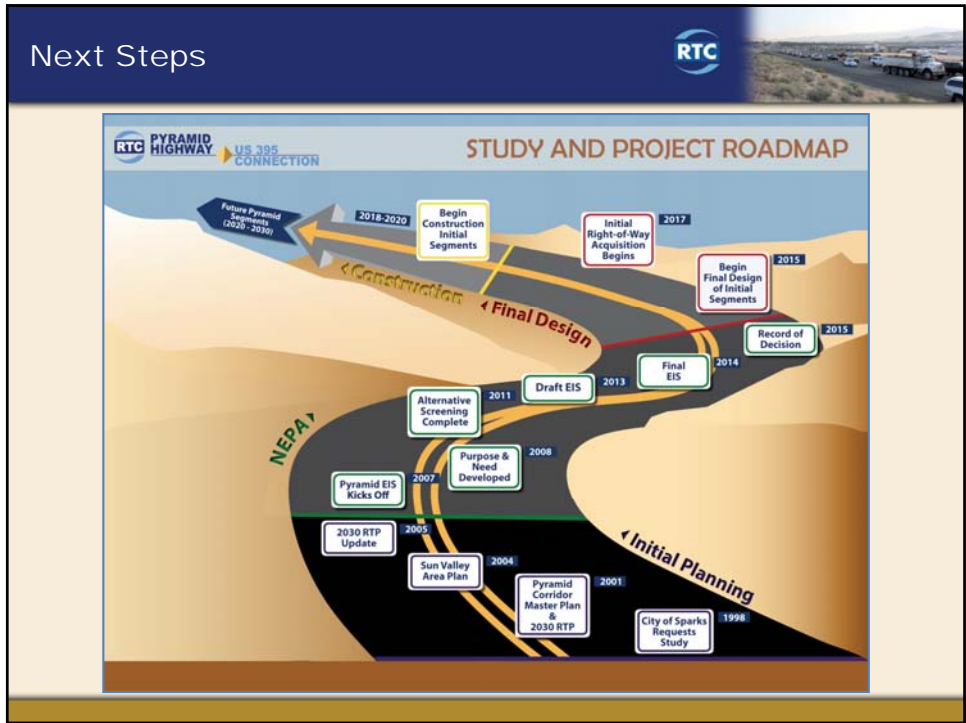 Next Steps
RTC
RTC PYRAMID
HIGHWAY US 395
CONNECTION
STUDY AND PROJECT ROADMAP
Future Pyramid
Segments
(2020 - 2030)
2018-2020
Begin
Construction
Initial
Segments
Initial
Right-of-Way
Acquisition
Begins
2017
Begin
Final Design
of Initial
Segments
2015
Construction
Final Design
Record of
Decision
2015
Final
EIS
2014
Draft EIS
2013
Alternative
Screening
Complete
2011
NEPA
Purpose &
Need
Developed
2008
Pyramid EIS
Kicks Off
2007
2030 RTP
Update
2005
Sun Valley
Area Plan
2004
Initial Planning
Pyramid
Corridor
Master Plan
&
2030 RTP
2001
City of Sparks
Requests
Study
1998